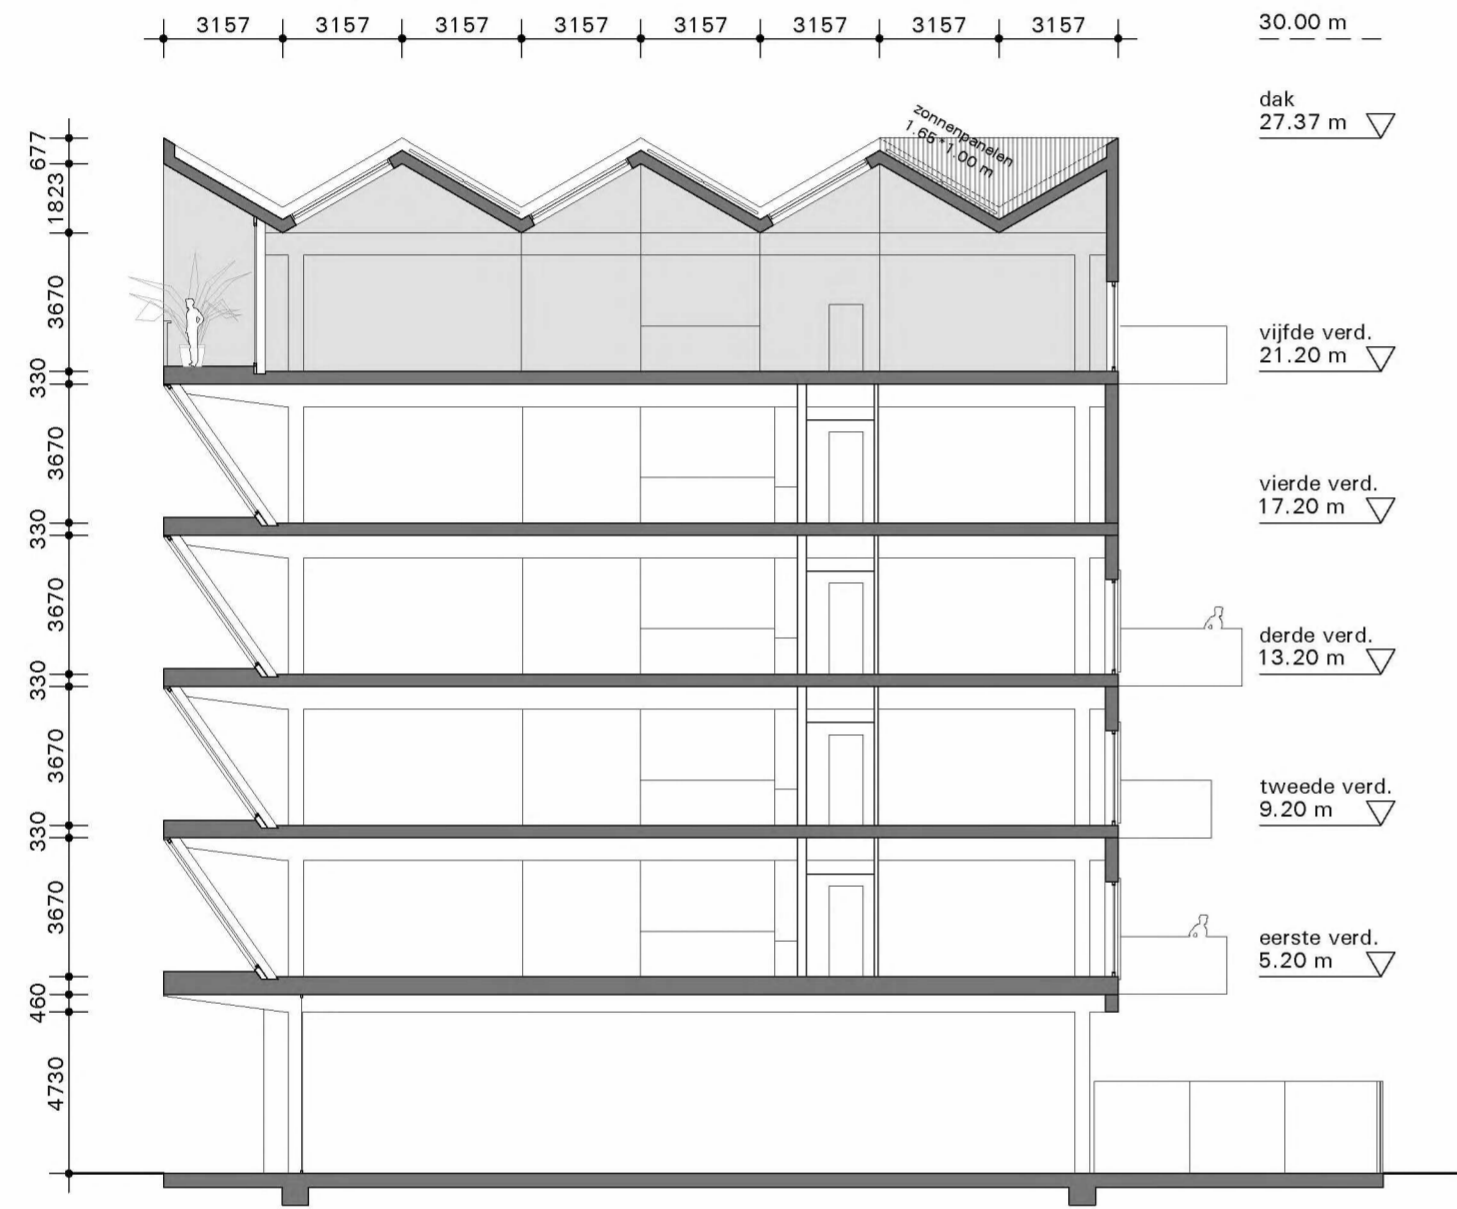 3157 3157 3157 3157 3157 3157 3157 3157
30.00 m
dak
27.37 m
zonnenpanelen
1.65*1.00 m
677
1823
3670
vijfde verd.
21.20 m
330
3670
vierde verd.
17.20 m
330
3670
derde verd.
13.20 m
330
3670
tweede verd.
9.20 m
330
3670
eerste verd.
5.20 m
460
4730